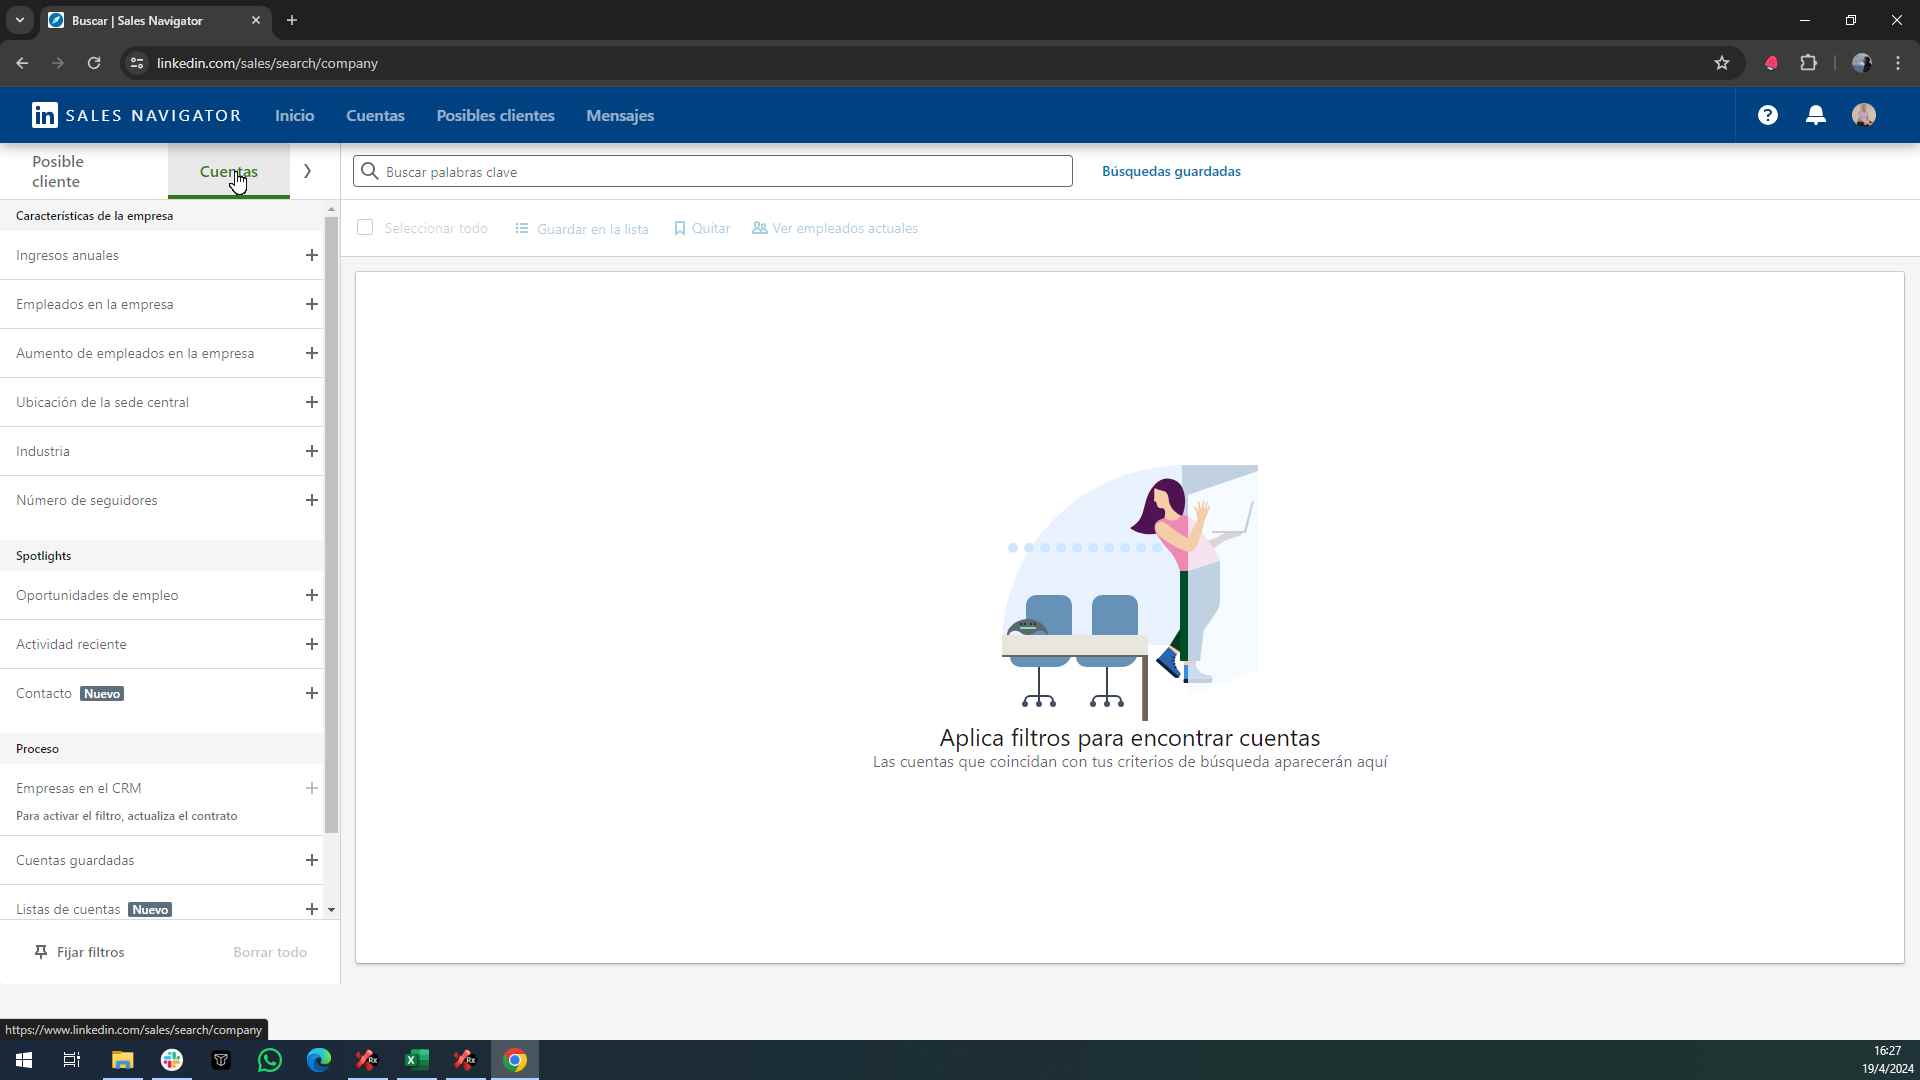 Buscar | Sales Navigator
linkedin.com/sales/search/company
in SALES NAVIGATOR
Inicio
Cuentas
Posibles clientes
Mensajes
Posible cliente
Cuentas
Buscar palabras clave
Búsquedas guardadas
Seleccionar todo
Guardar en la lista
Quitar
Ver empleados actuales
Características de la empresa
Ingresos anuales
Empleados en la empresa
Aumento de empleados en la empresa
Ubicación de la sede central
Industria
Número de seguidores
Spotlights
Oportunidades de empleo
Actividad reciente
Contacto Nuevo
Proceso
Empresas en el CRM
Para activar el filtro, actualiza el contrato
Cuentas guardadas
Listas de cuentas Nuevo
Fijar filtros
Borrar todo
Aplica filtros para encontrar cuentas
Las cuentas que coincidan con tus criterios de búsqueda aparecerán aquí
https://www.linkedin.com/sales/search/company
16:27
19/4/2024